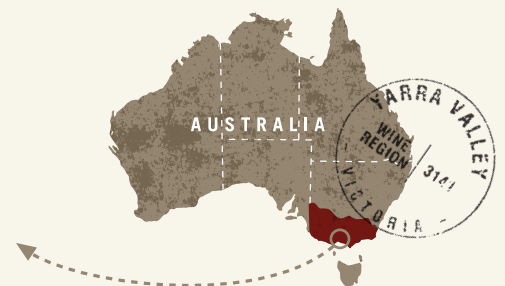 AUSTRALIA
YARRA VALLEY
WINE
REGION
3141
VICTORIA